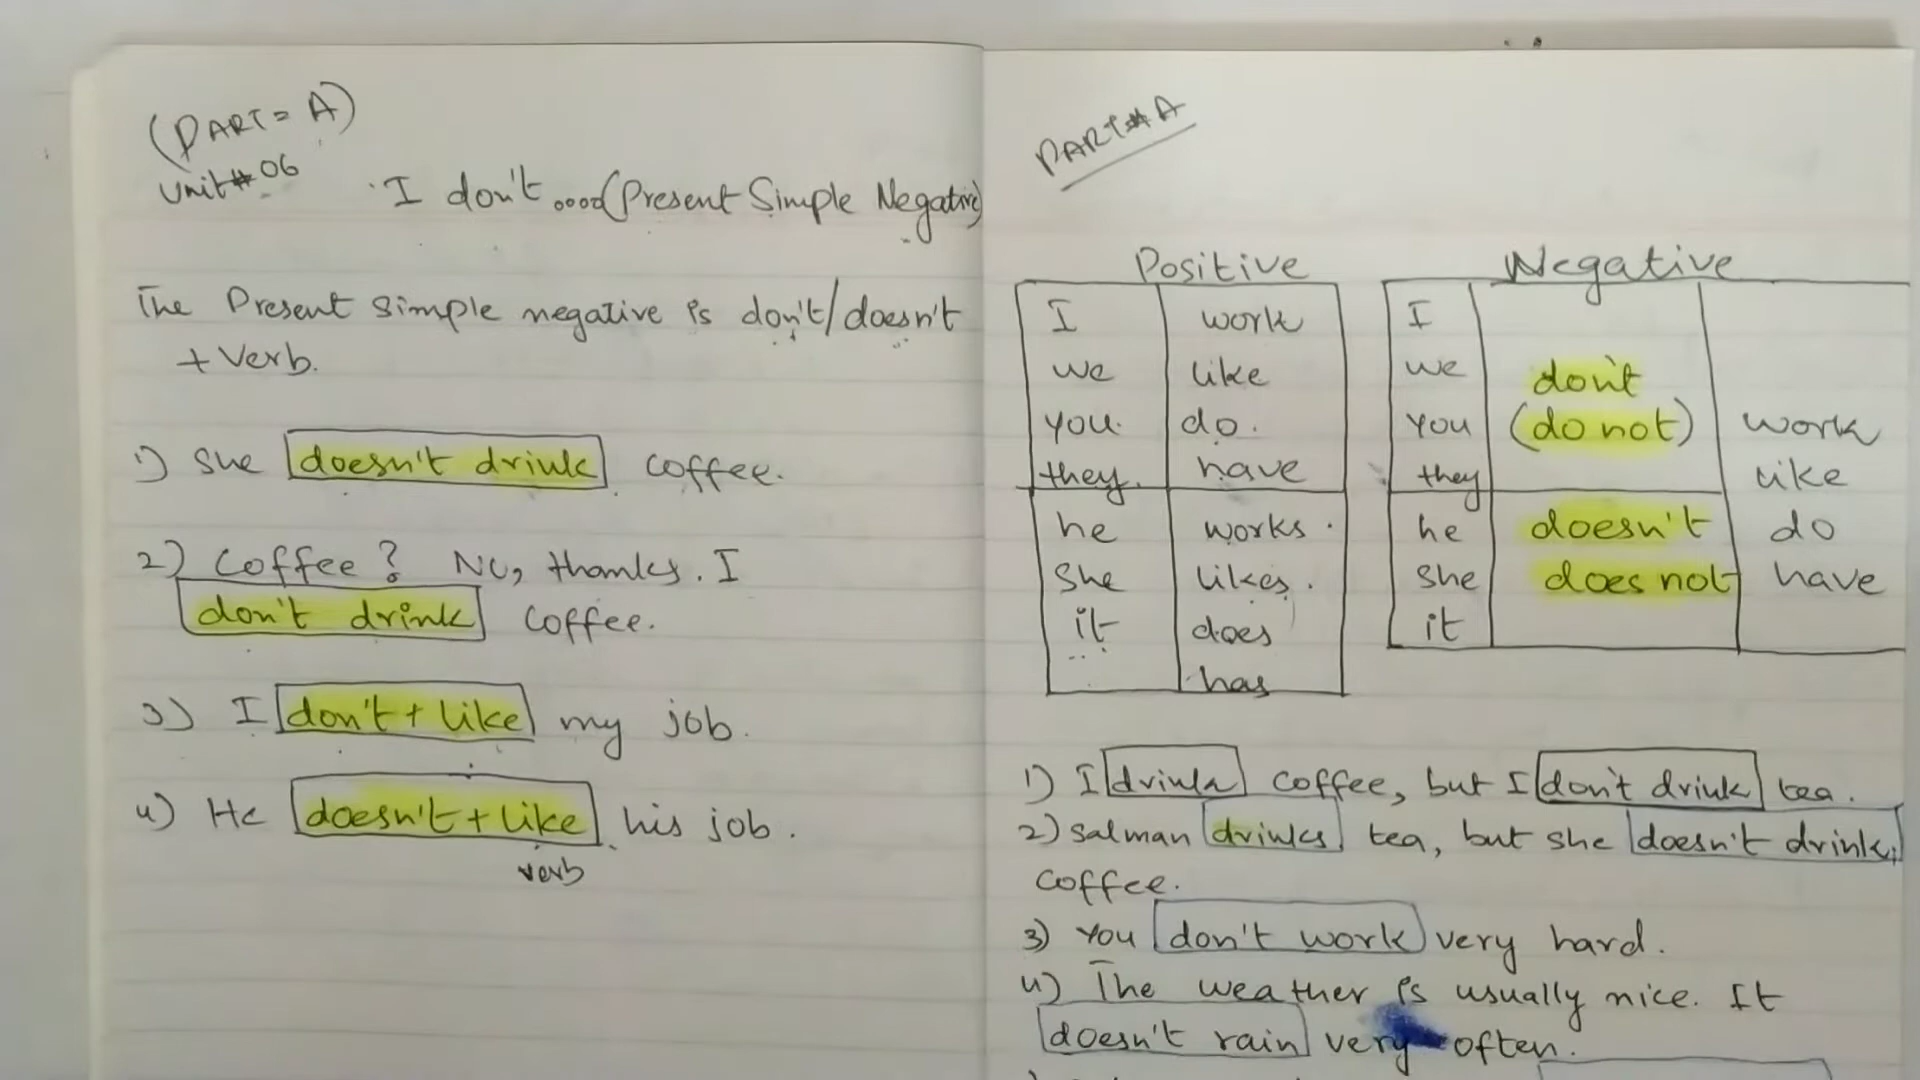 (PART= A)
Unit# 06
I don't ....(Present Simple Negative)
The Present simple negative is don't/doesn't
+ Verb.
1) She doesn't drink coffee.
2) Coffee? No, thanks. I
don't drink coffee.
3) I don't + like my job.
4) He doesn't + like his job.
verb
PART# A
Positive
I work
we like
you. do.
they. have
he works.
She likes.
it does
has
Negative
I
we don't
you (do not) work
they like
he doesn't do
She does not have
it
1) I drink coffee, but I don't drink tea.
2) Salman drinks tea, but she doesn't drink
coffee.
3) You don't work very hard.
4) The weather is usually nice. It
doesn't rain very often.